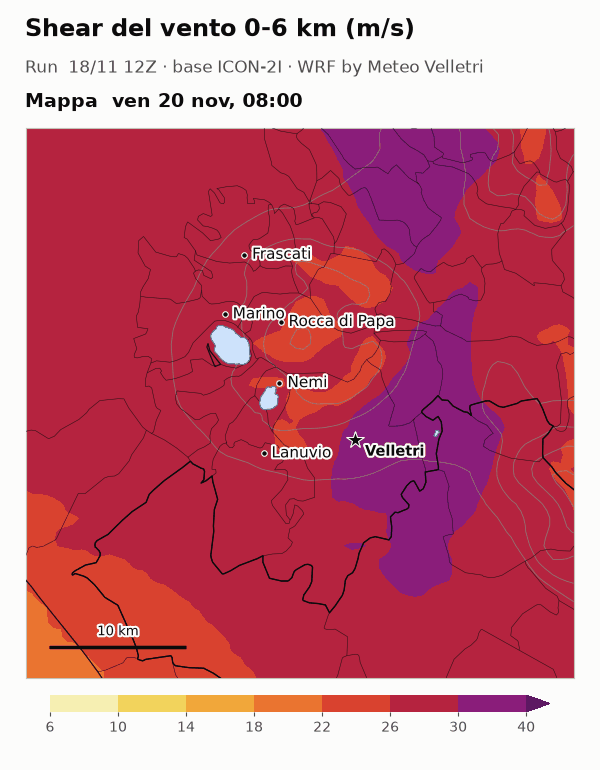 Shear del vento 0-6 km (m/s)
Run  18/11 12Z · base ICON-2I · WRF by Meteo Velletri
Mappa  ven 20 nov, 08:00
Frascati
Marino
Rocca di Papa
Nemi
Lanuvio
Velletri
10 km
6 10 14 18 22 26 30 40